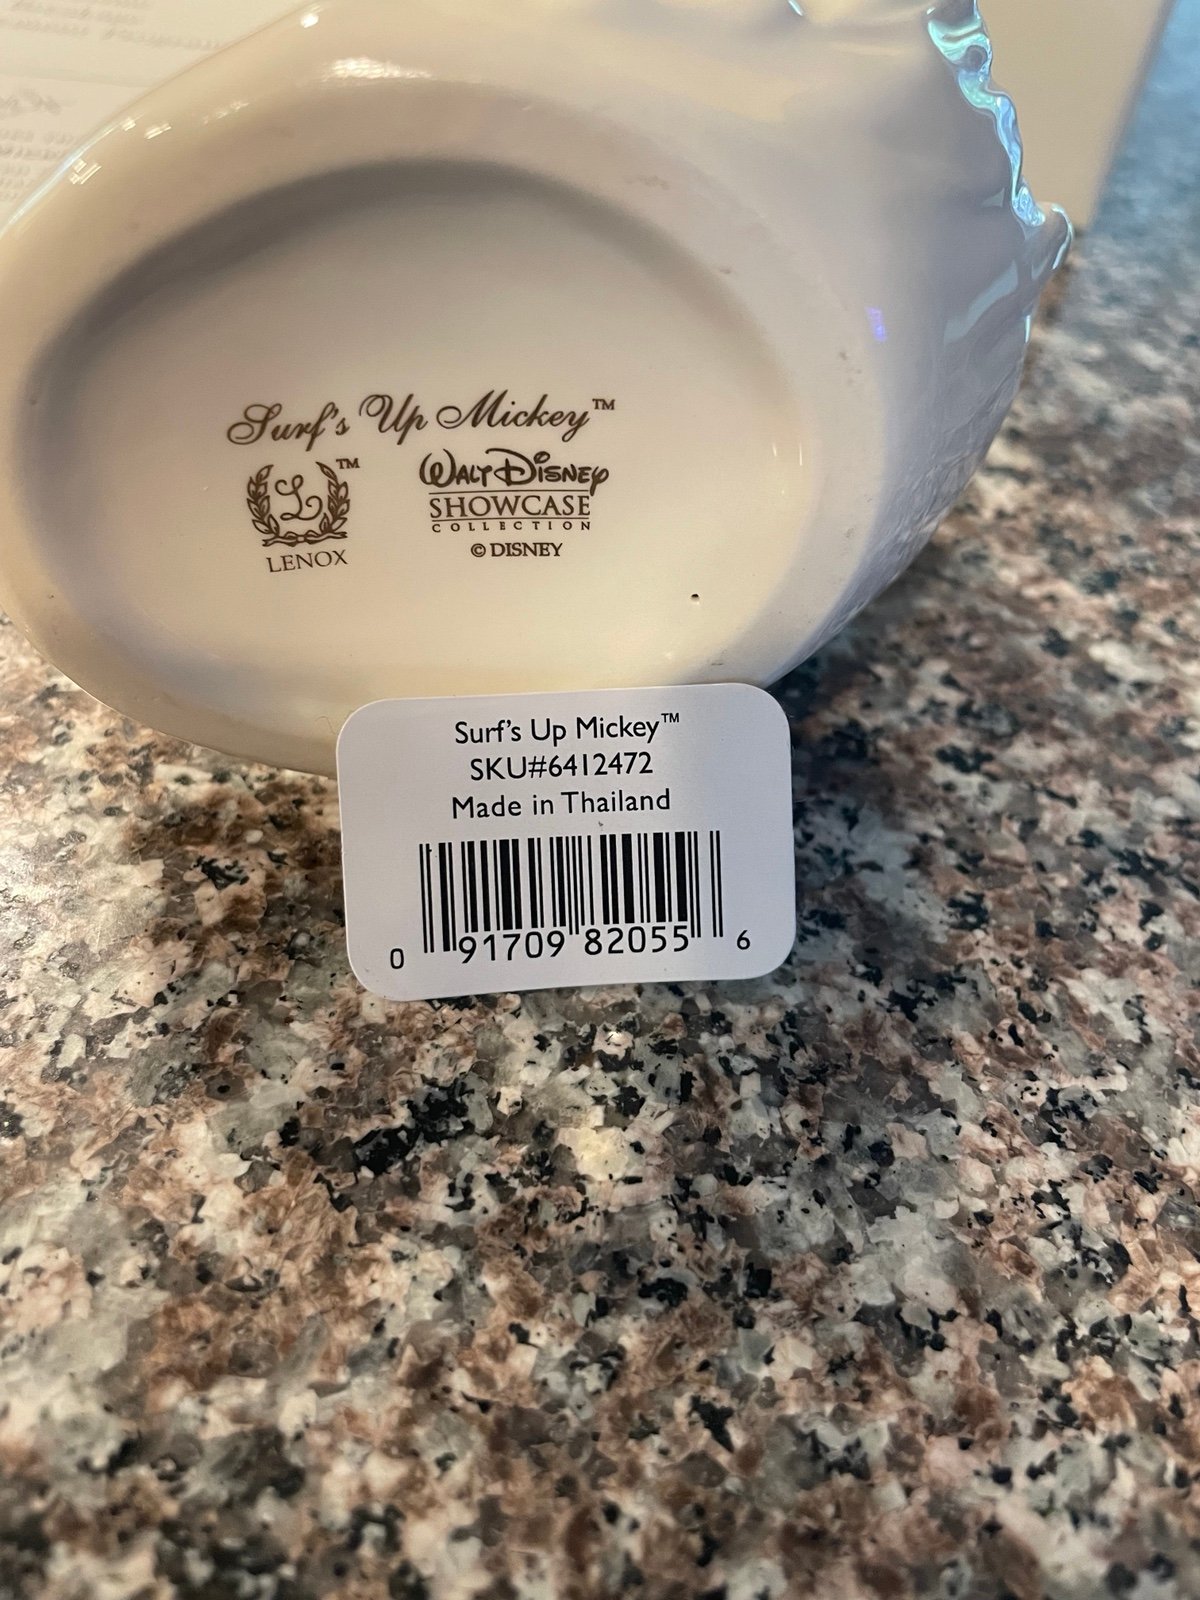 Surf's Up Mickey™
L™
LENOX
WALT DISNEY
SHOWCASE
COLLECTION
© DISNEY
Surf's Up Mickey™
SKU#6412472
Made in Thailand
0 91709 82055 6